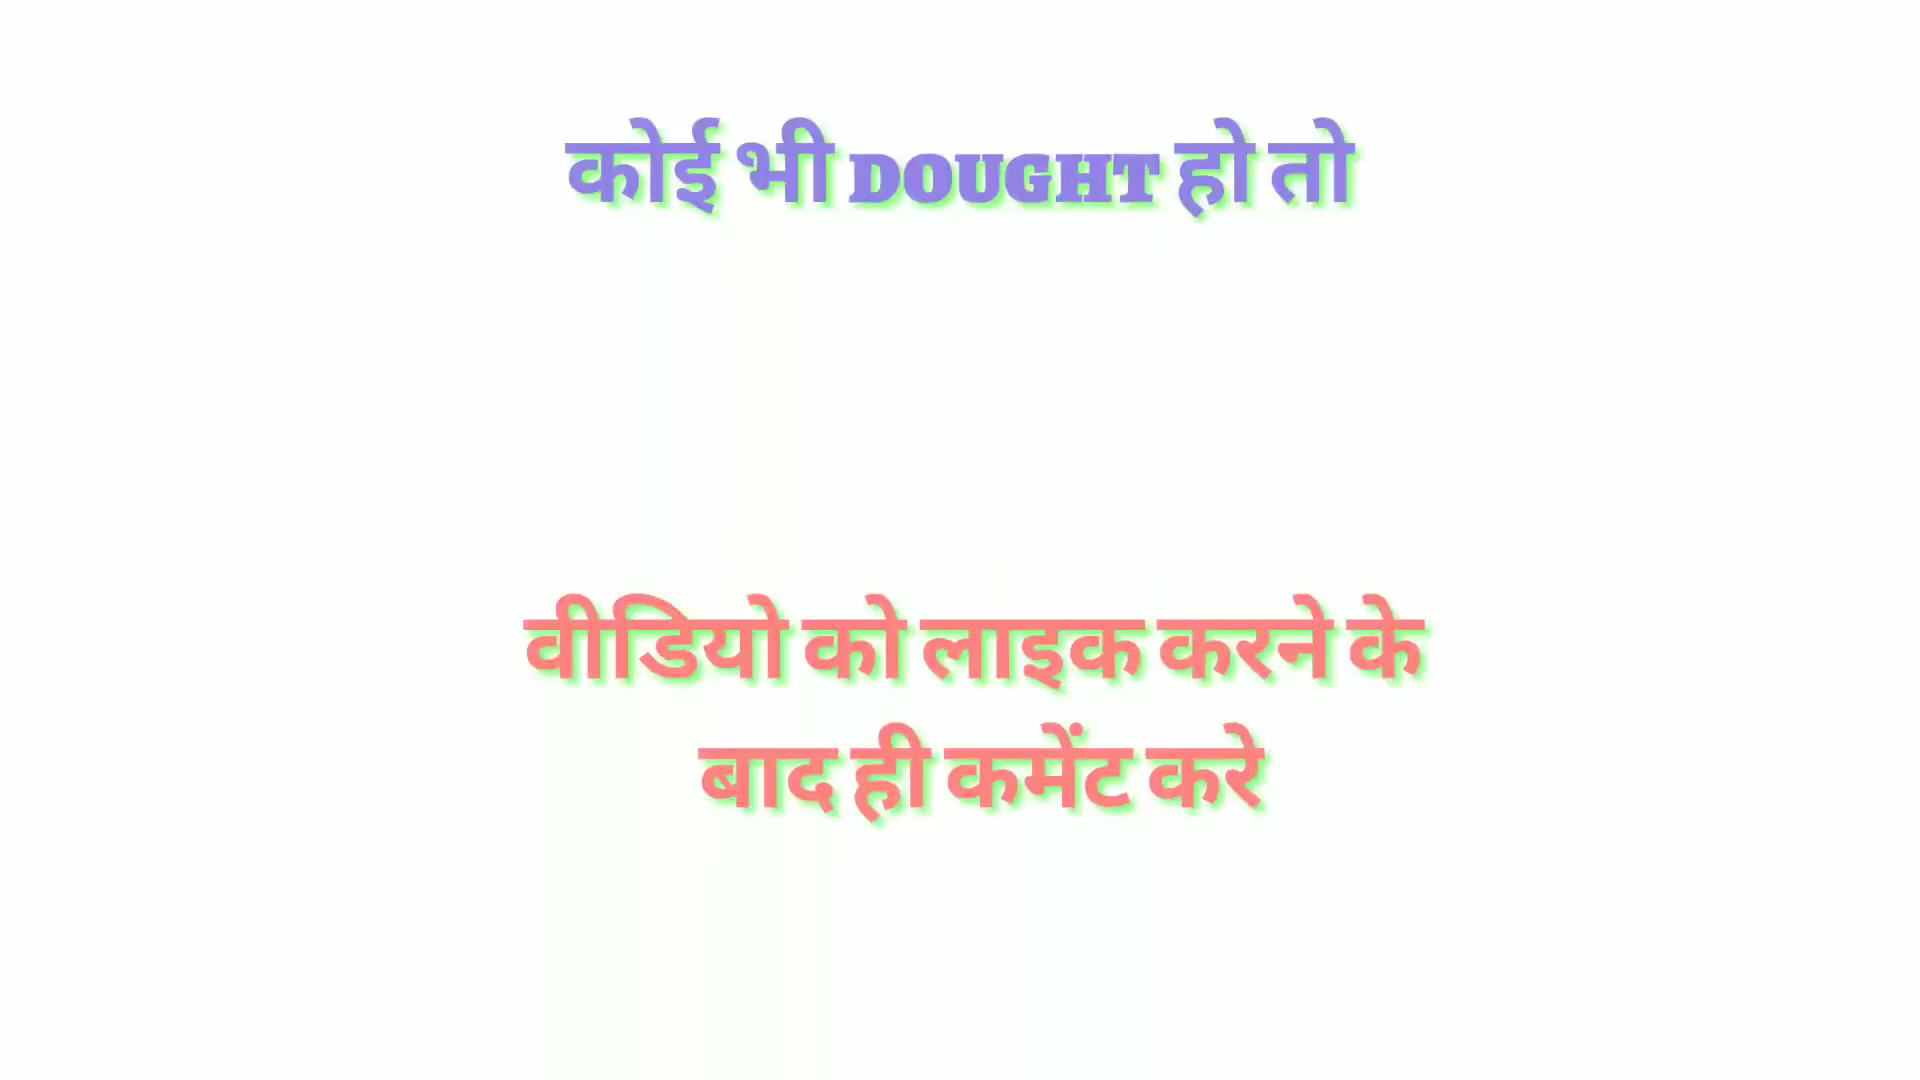 कोई भी DOUGHT हो तो
वीडियो को लाइक करने के
बाद ही कमेंट करे